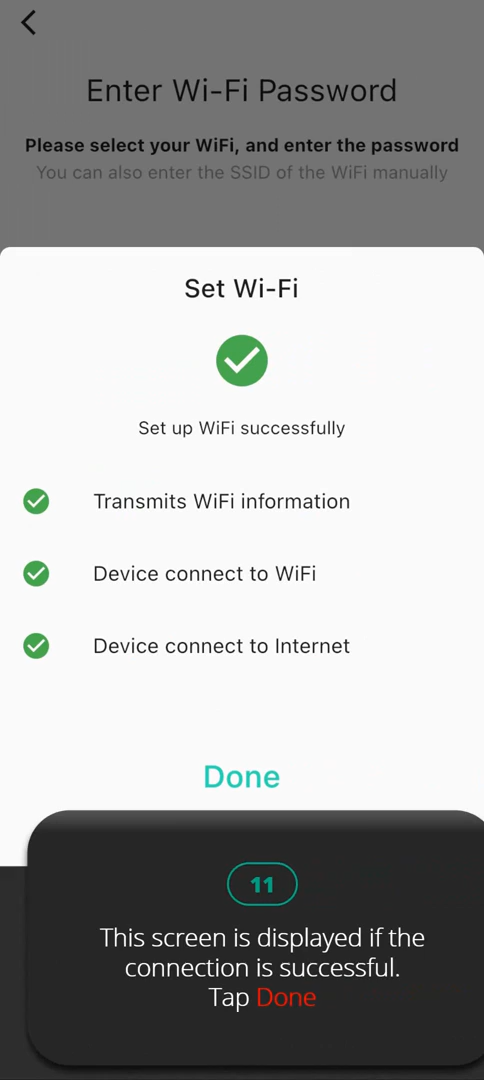 Enter Wi-Fi Password
Please select your WiFi, and enter the password
You can also enter the SSID of the WiFi manually
Set Wi-Fi
Set up WiFi successfully
Transmits WiFi information
Device connect to WiFi
Device connect to Internet
Done
11
This screen is displayed if the
connection is successful.
Tap Done